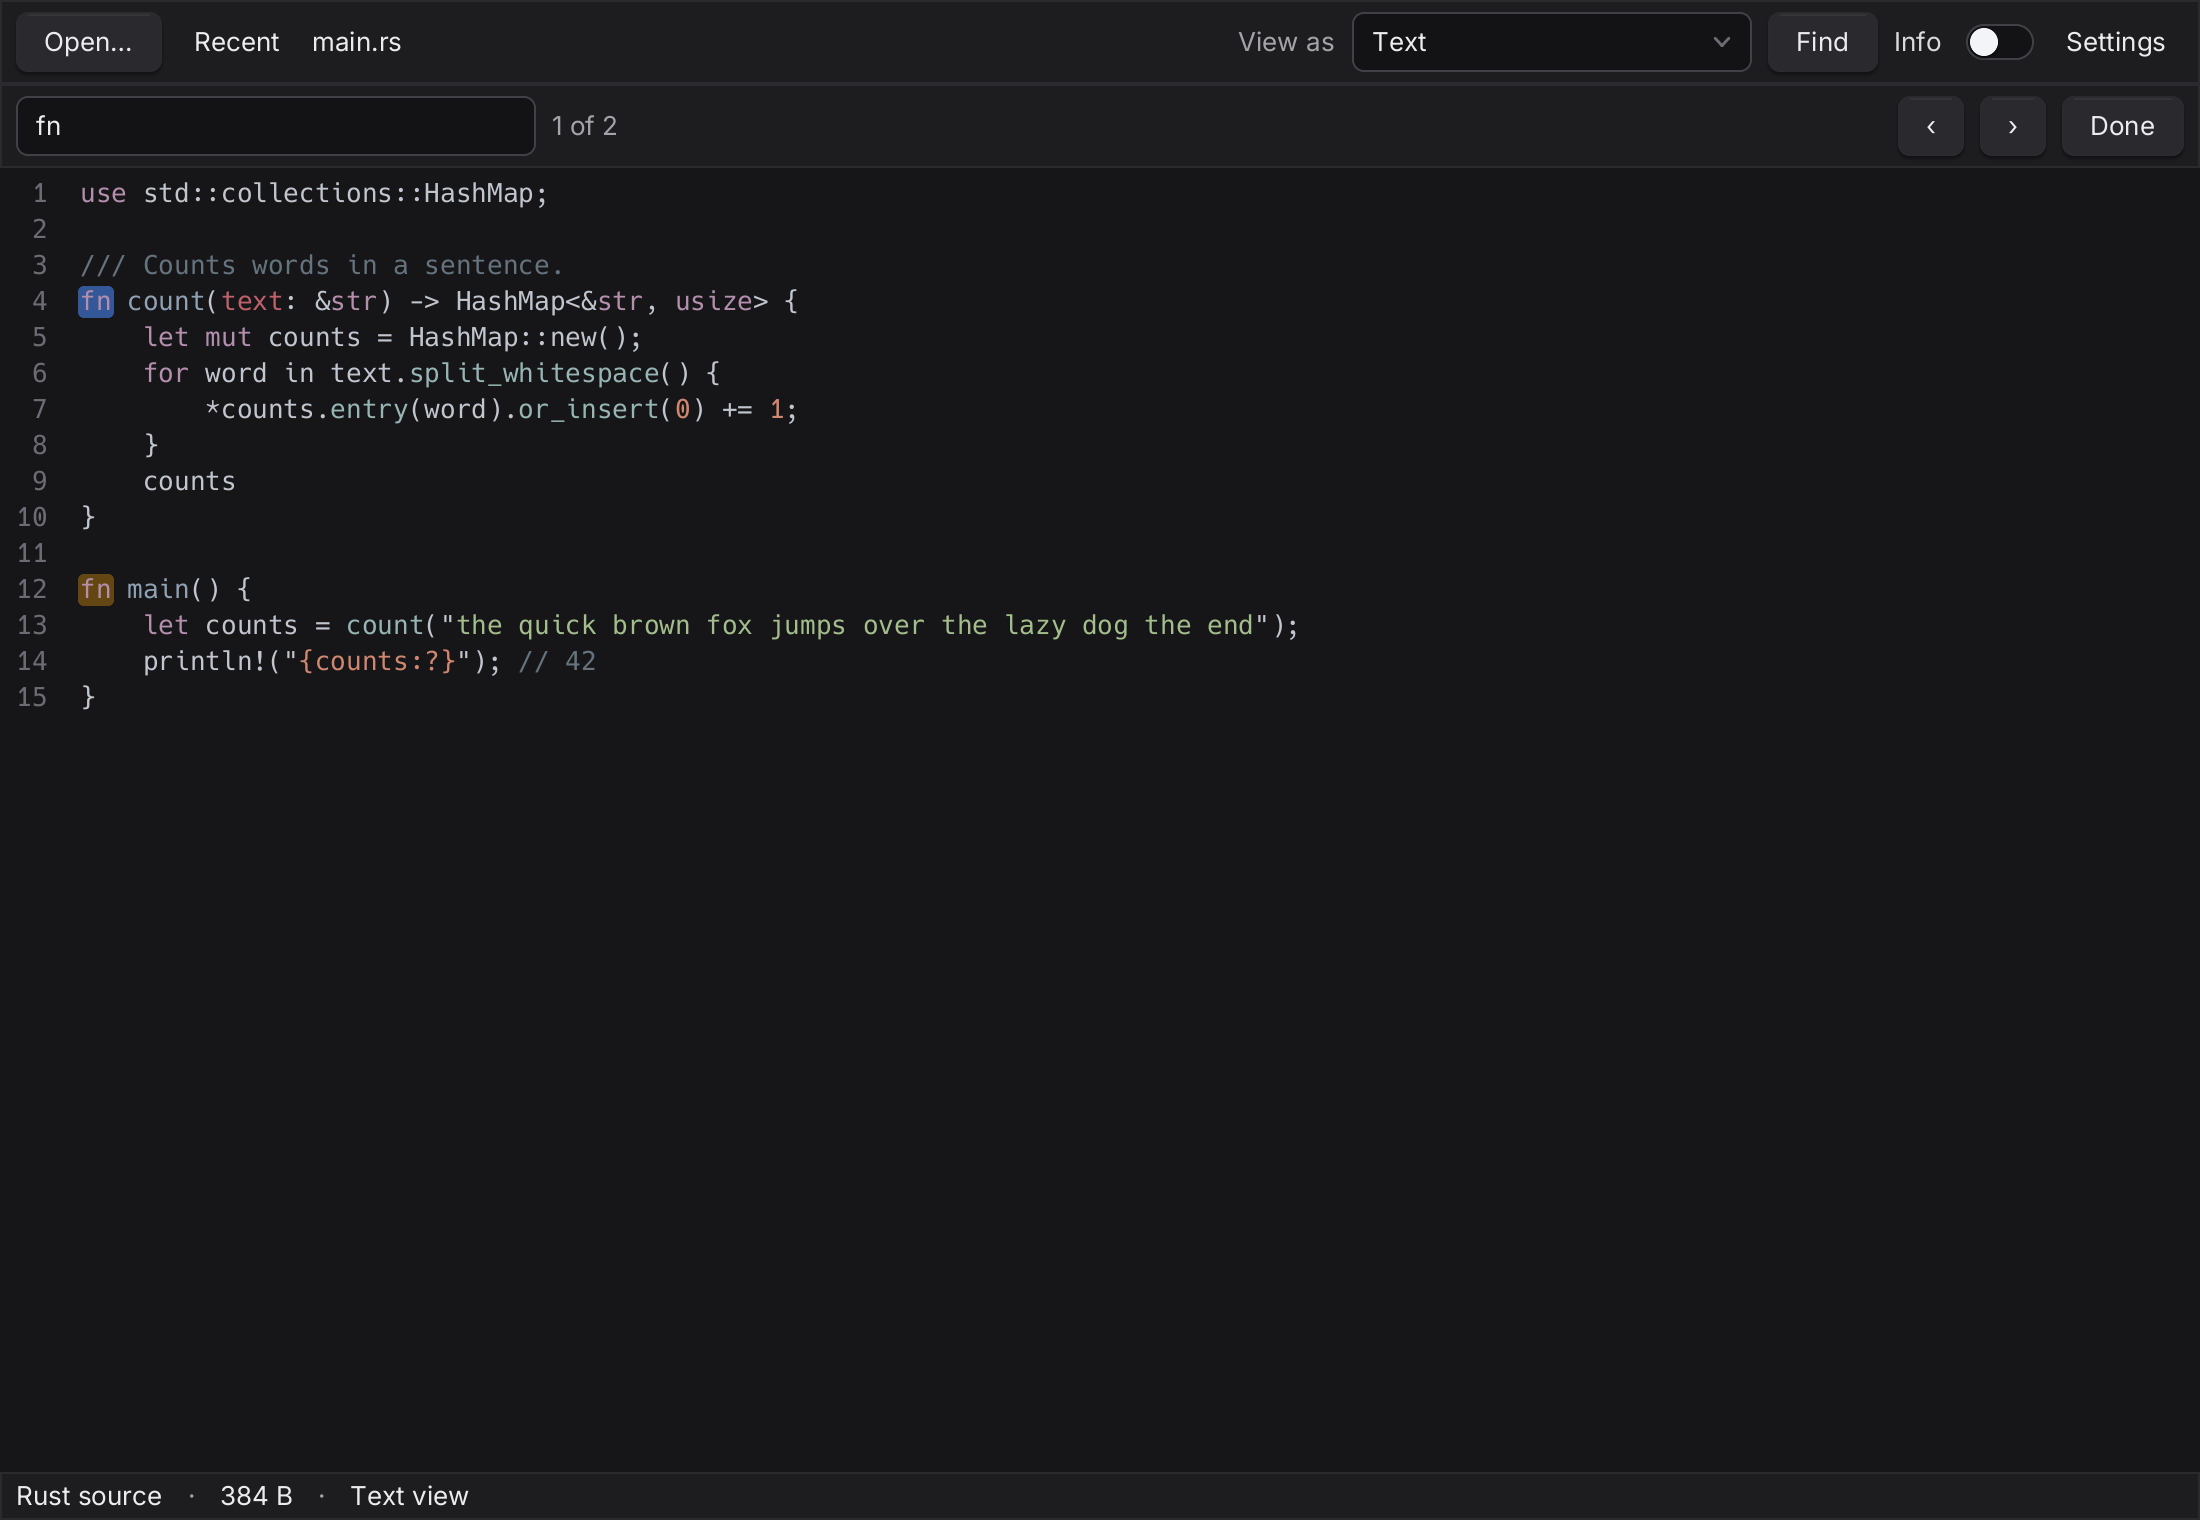 Open... Recent main.rs View as Text Find Info Settings
fn 1 of 2 ‹ › Done
1 use std::collections::HashMap;
2
3 /// Counts words in a sentence.
4 fn count(text: &str) -> HashMap<&str, usize> {
5     let mut counts = HashMap::new();
6     for word in text.split_whitespace() {
7         *counts.entry(word).or_insert(0) += 1;
8     }
9     counts
10 }
11
12 fn main() {
13     let counts = count("the quick brown fox jumps over the lazy dog the end");
14     println!("{counts:?}"); // 42
15 }
Rust source · 384 B · Text view